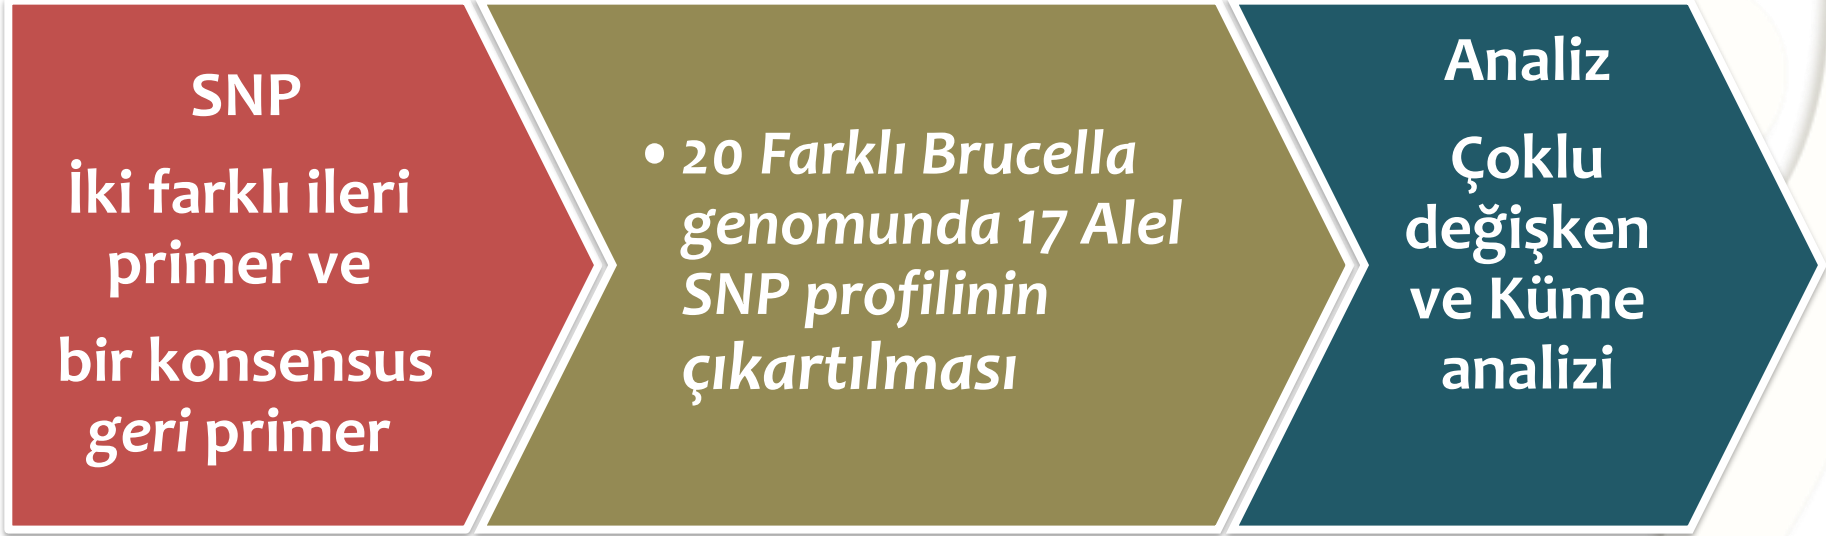 SNP
İki farklı ileri
primer ve
bir konsensus
geri primer
• 20 Farklı Brucella
genomunda 17 Alel
SNP profilinin
çıkartılması
Analiz
Çoklu
değişken
ve Küme
analizi